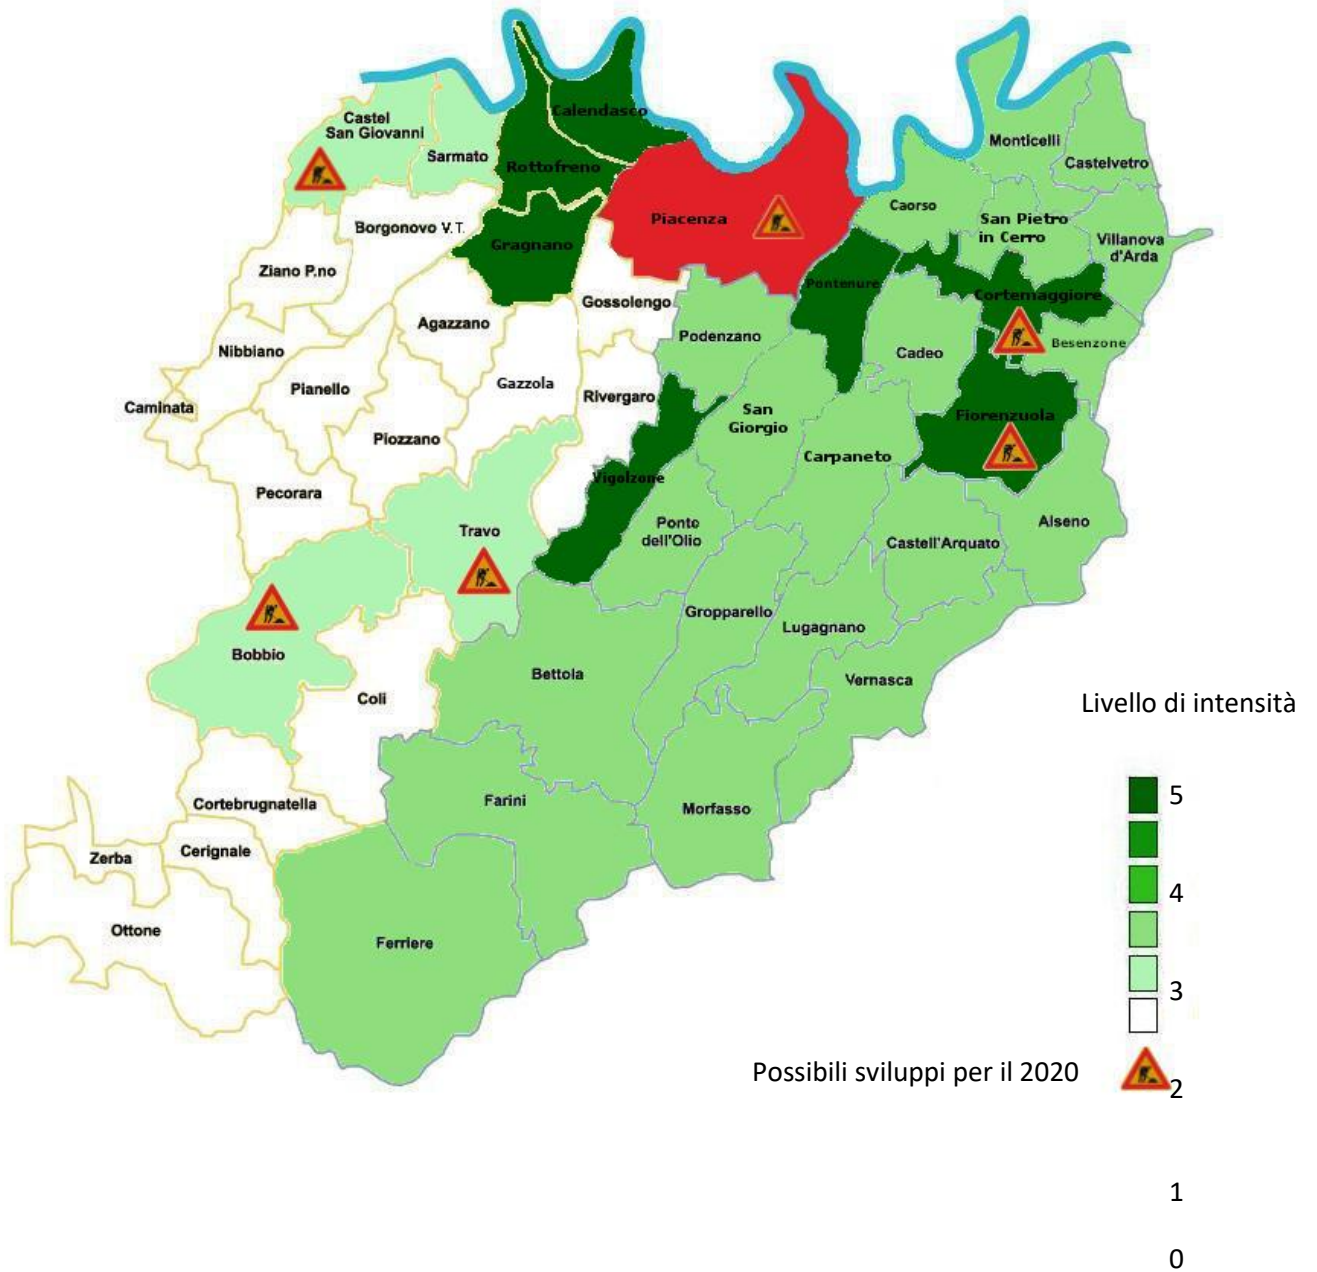 Calendasco
Castel
San Giovanni
Sarmato
Rottofreno
Monticelli
Castelvetro
Piacenza
Caorso
San Pietro
in Cerro
Villanova
d'Arda
Borgonovo V.T.
Gragnano
Ziano P.no
Gossolengo
Pontenure
Cortemaggiore
Agazzano
Podenzano
Cadeo
Besenzone
Nibbiano
Pianello
Gazzola
Rivergaro
Caminata
San
Giorgio
Fiorenzuola
Piozzano
Carpaneto
Vigolzone
Pecorara
Travo
Ponte
dell'Olio
Castell'Arquato
Alseno
Gropparello
Lugagnano
Bobbio
Bettola
Vernasca
Coli
Livello di intensità
Cortebrugnatella
Farini
Morfasso
5
Zerba
Cerignale
4
Ottone
Ferriere
3
Possibili sviluppi per il 2020
2
1
0